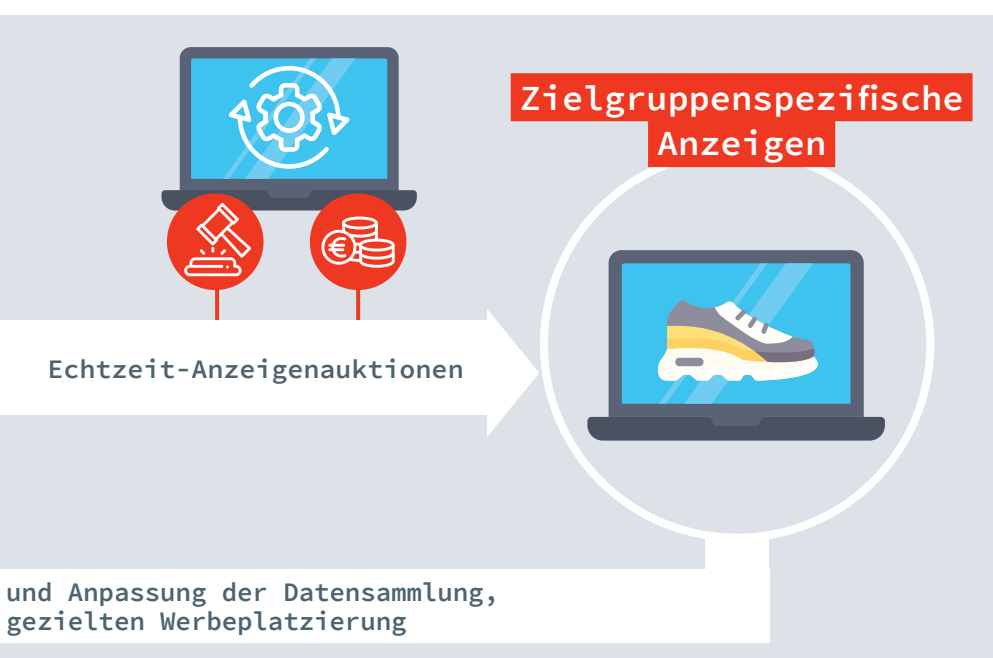 Zielgruppenspezifische
Anzeigen
€
Echtzeit-Anzeigenauktionen
und Anpassung der Datensammlung,
gezielten Werbeplatzierung